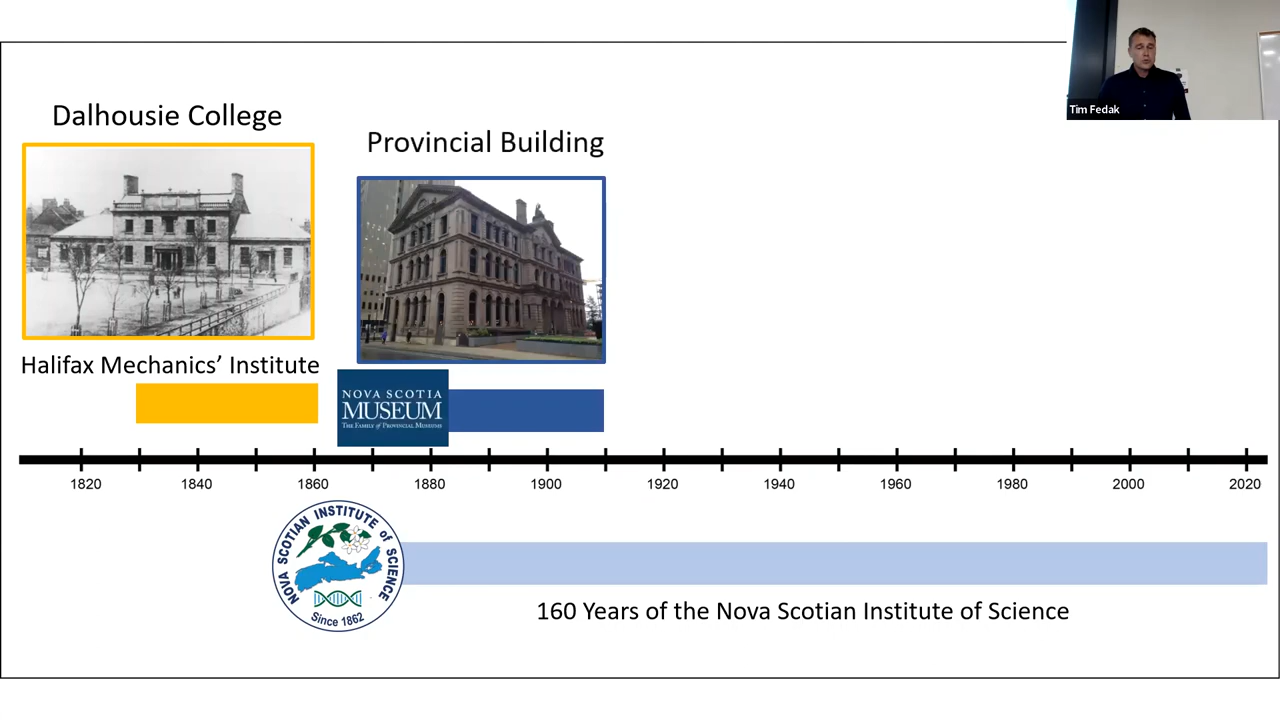 Tim Fedak
Dalhousie College
Provincial Building
Halifax Mechanics' Institute
NOVA SCOTIA
MUSEUM
THE FAMILY of PROVINCIAL MUSEUMS
1820 1840 1860 1880 1900 1920 1940 1960 1980 2000 2020
NOVA SCOTIAN INSTITUTE of SCIENCE
Since 1862
160 Years of the Nova Scotian Institute of Science